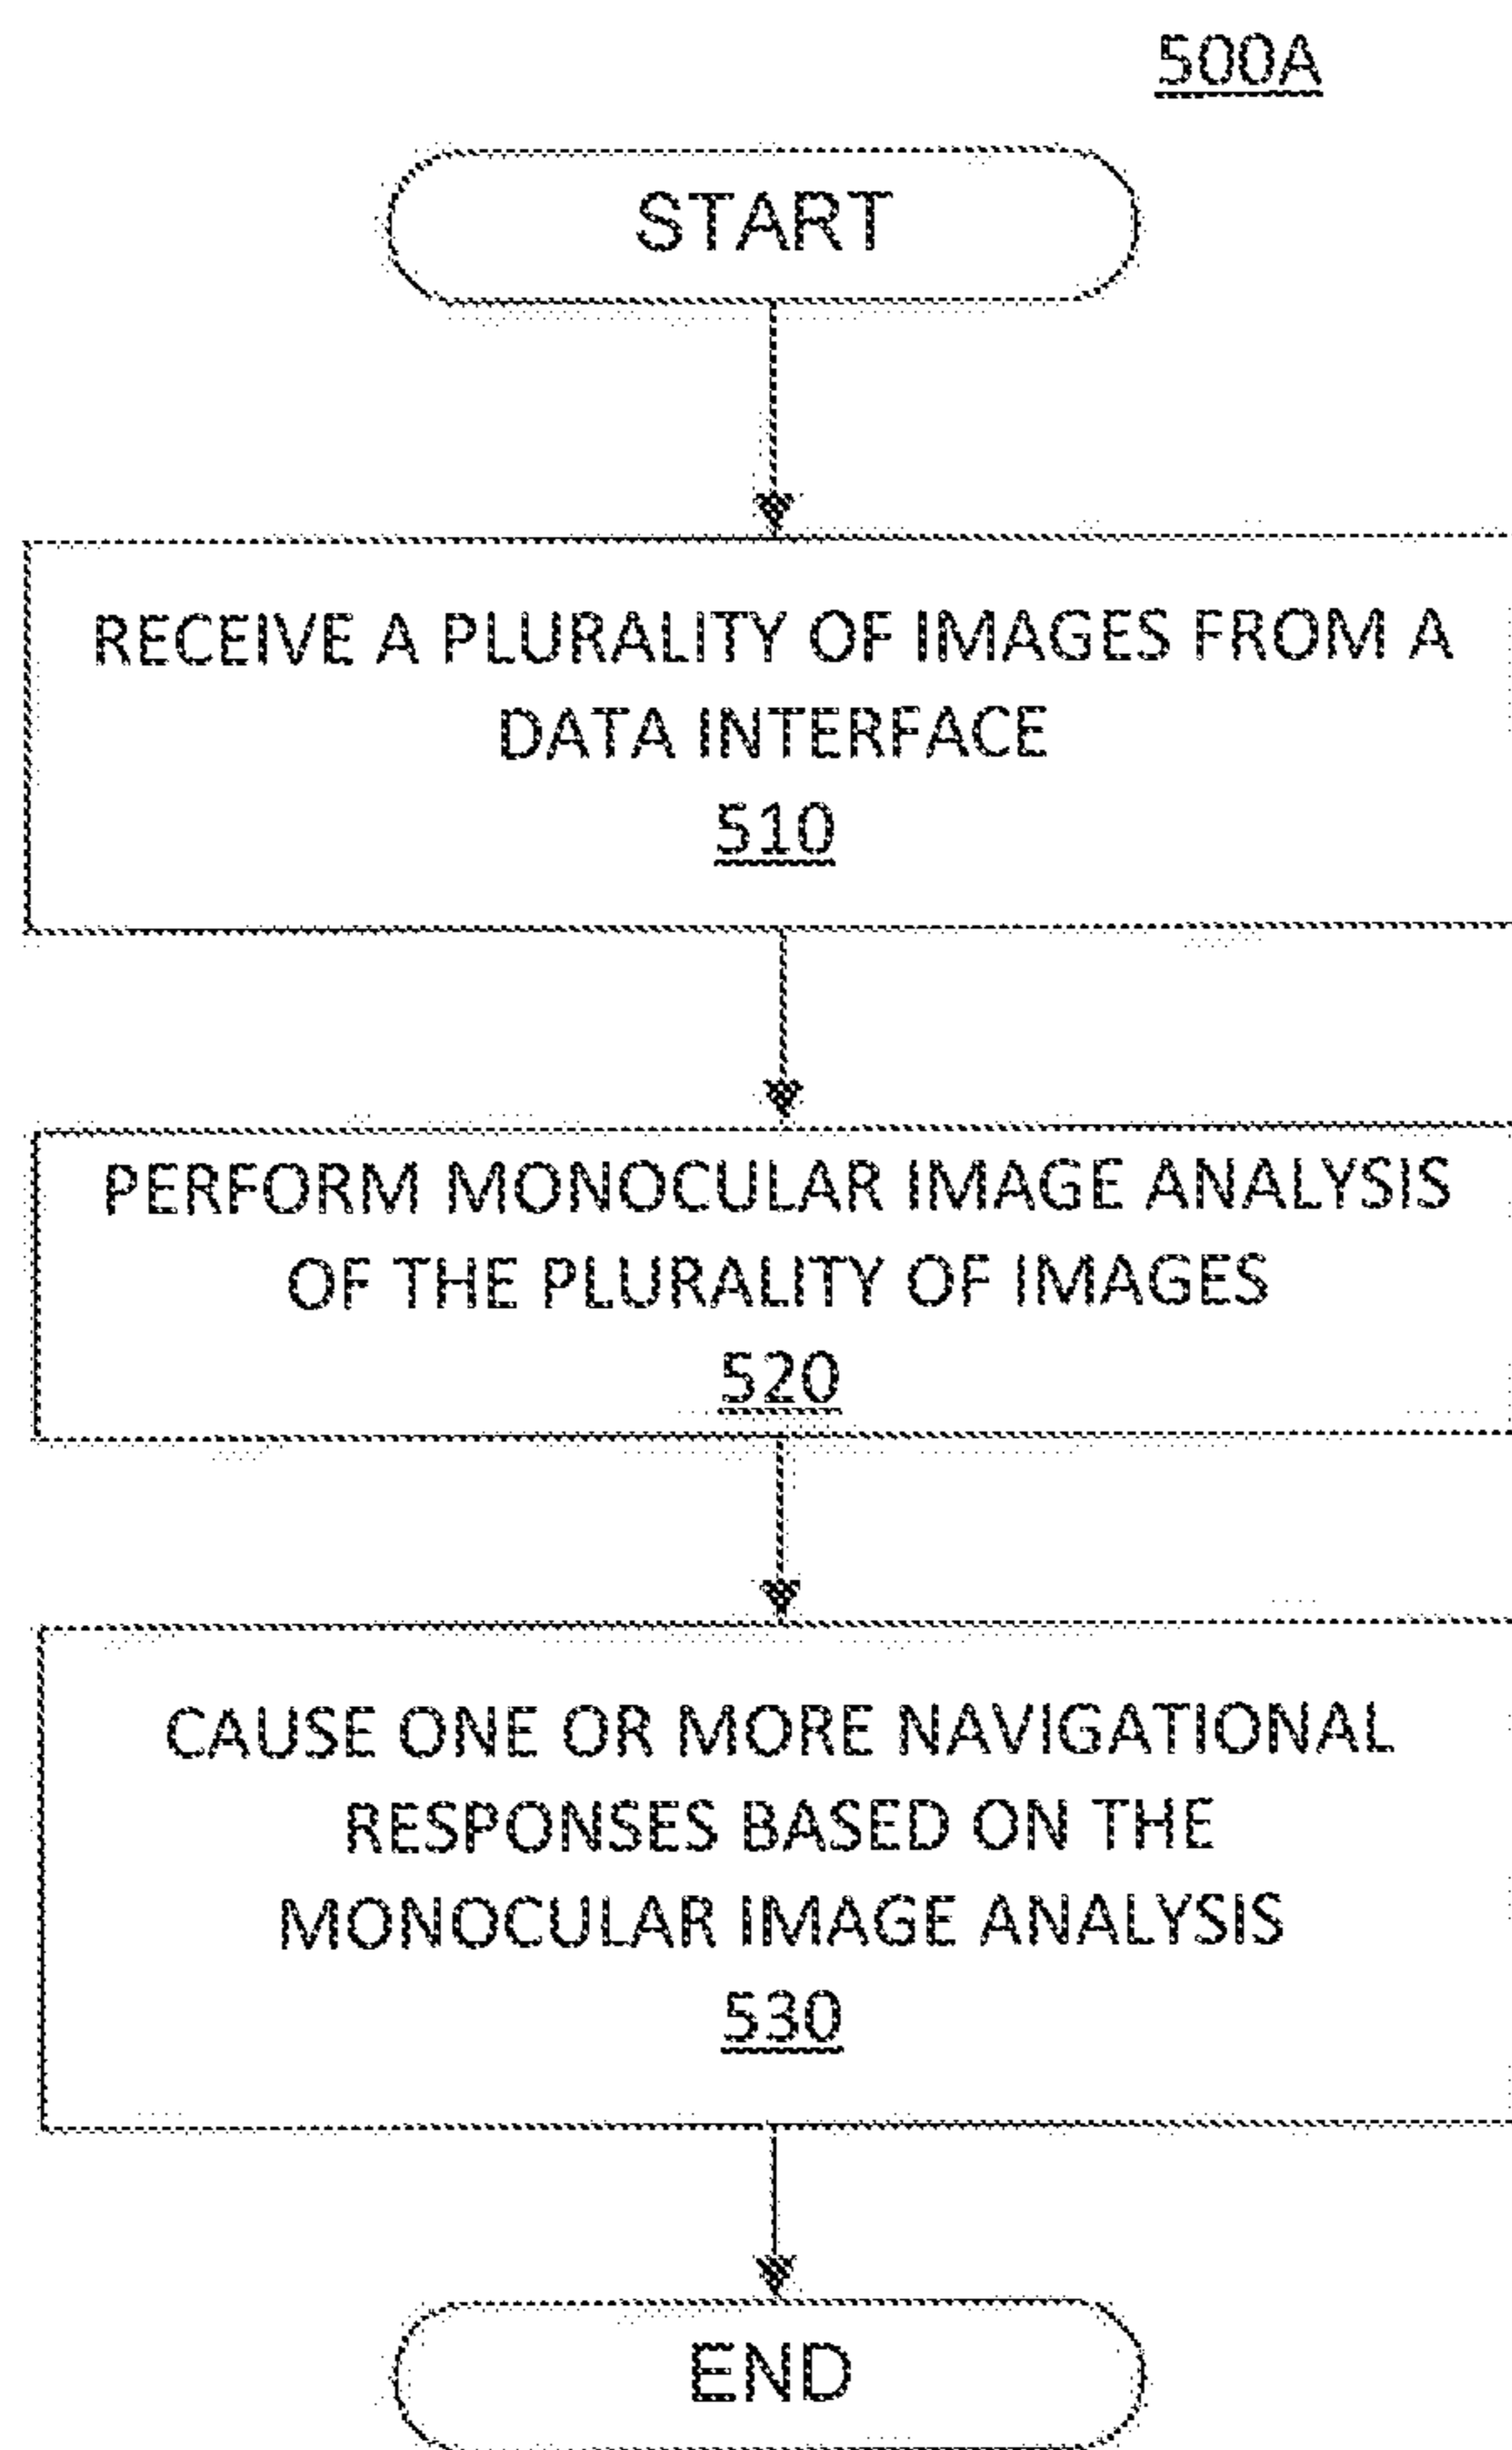 500A
START
RECEIVE A PLURALITY OF IMAGES FROM A
DATA INTERFACE
510
PERFORM MONOCULAR IMAGE ANALYSIS
OF THE PLURALITY OF IMAGES
520
CAUSE ONE OR MORE NAVIGATIONAL
RESPONSES BASED ON THE
MONOCULAR IMAGE ANALYSIS
530
END